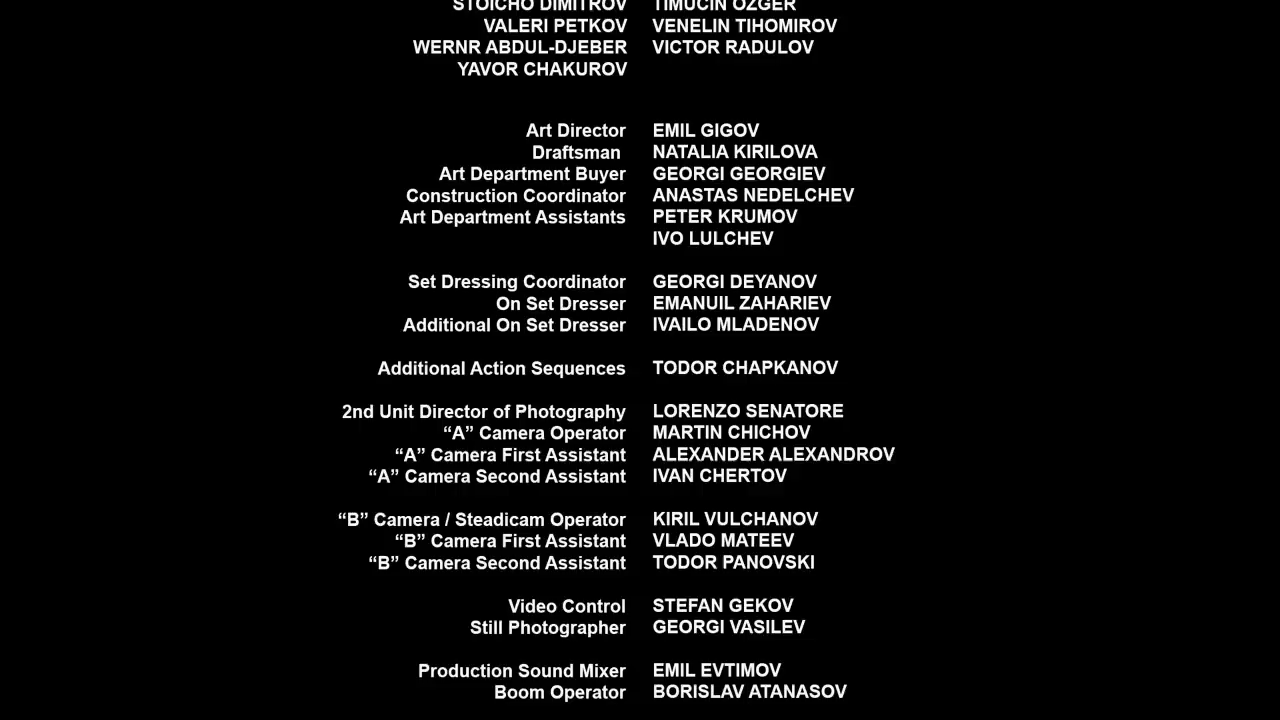 STOICHO DIMITROV TIMUCIN OZGER
VALERI PETKOV VENELIN TIHOMIROV
WERNR ABDUL-DJEBER VICTOR RADULOV
YAVOR CHAKUROV
Art Director EMIL GIGOV
Draftsman NATALIA KIRILOVA
Art Department Buyer GEORGI GEORGIEV
Construction Coordinator ANASTAS NEDELCHEV
Art Department Assistants PETER KRUMOV
IVO LULCHEV
Set Dressing Coordinator GEORGI DEYANOV
On Set Dresser EMANUIL ZAHARIEV
Additional On Set Dresser IVAILO MLADENOV
Additional Action Sequences TODOR CHAPKANOV
2nd Unit Director of Photography LORENZO SENATORE
“A” Camera Operator MARTIN CHICHOV
“A” Camera First Assistant ALEXANDER ALEXANDROV
“A” Camera Second Assistant IVAN CHERTOV
“B” Camera / Steadicam Operator KIRIL VULCHANOV
“B” Camera First Assistant VLADO MATEEV
“B” Camera Second Assistant TODOR PANOVSKI
Video Control STEFAN GEKOV
Still Photographer GEORGI VASILEV
Production Sound Mixer EMIL EVTIMOV
Boom Operator BORISLAV ATANASOV